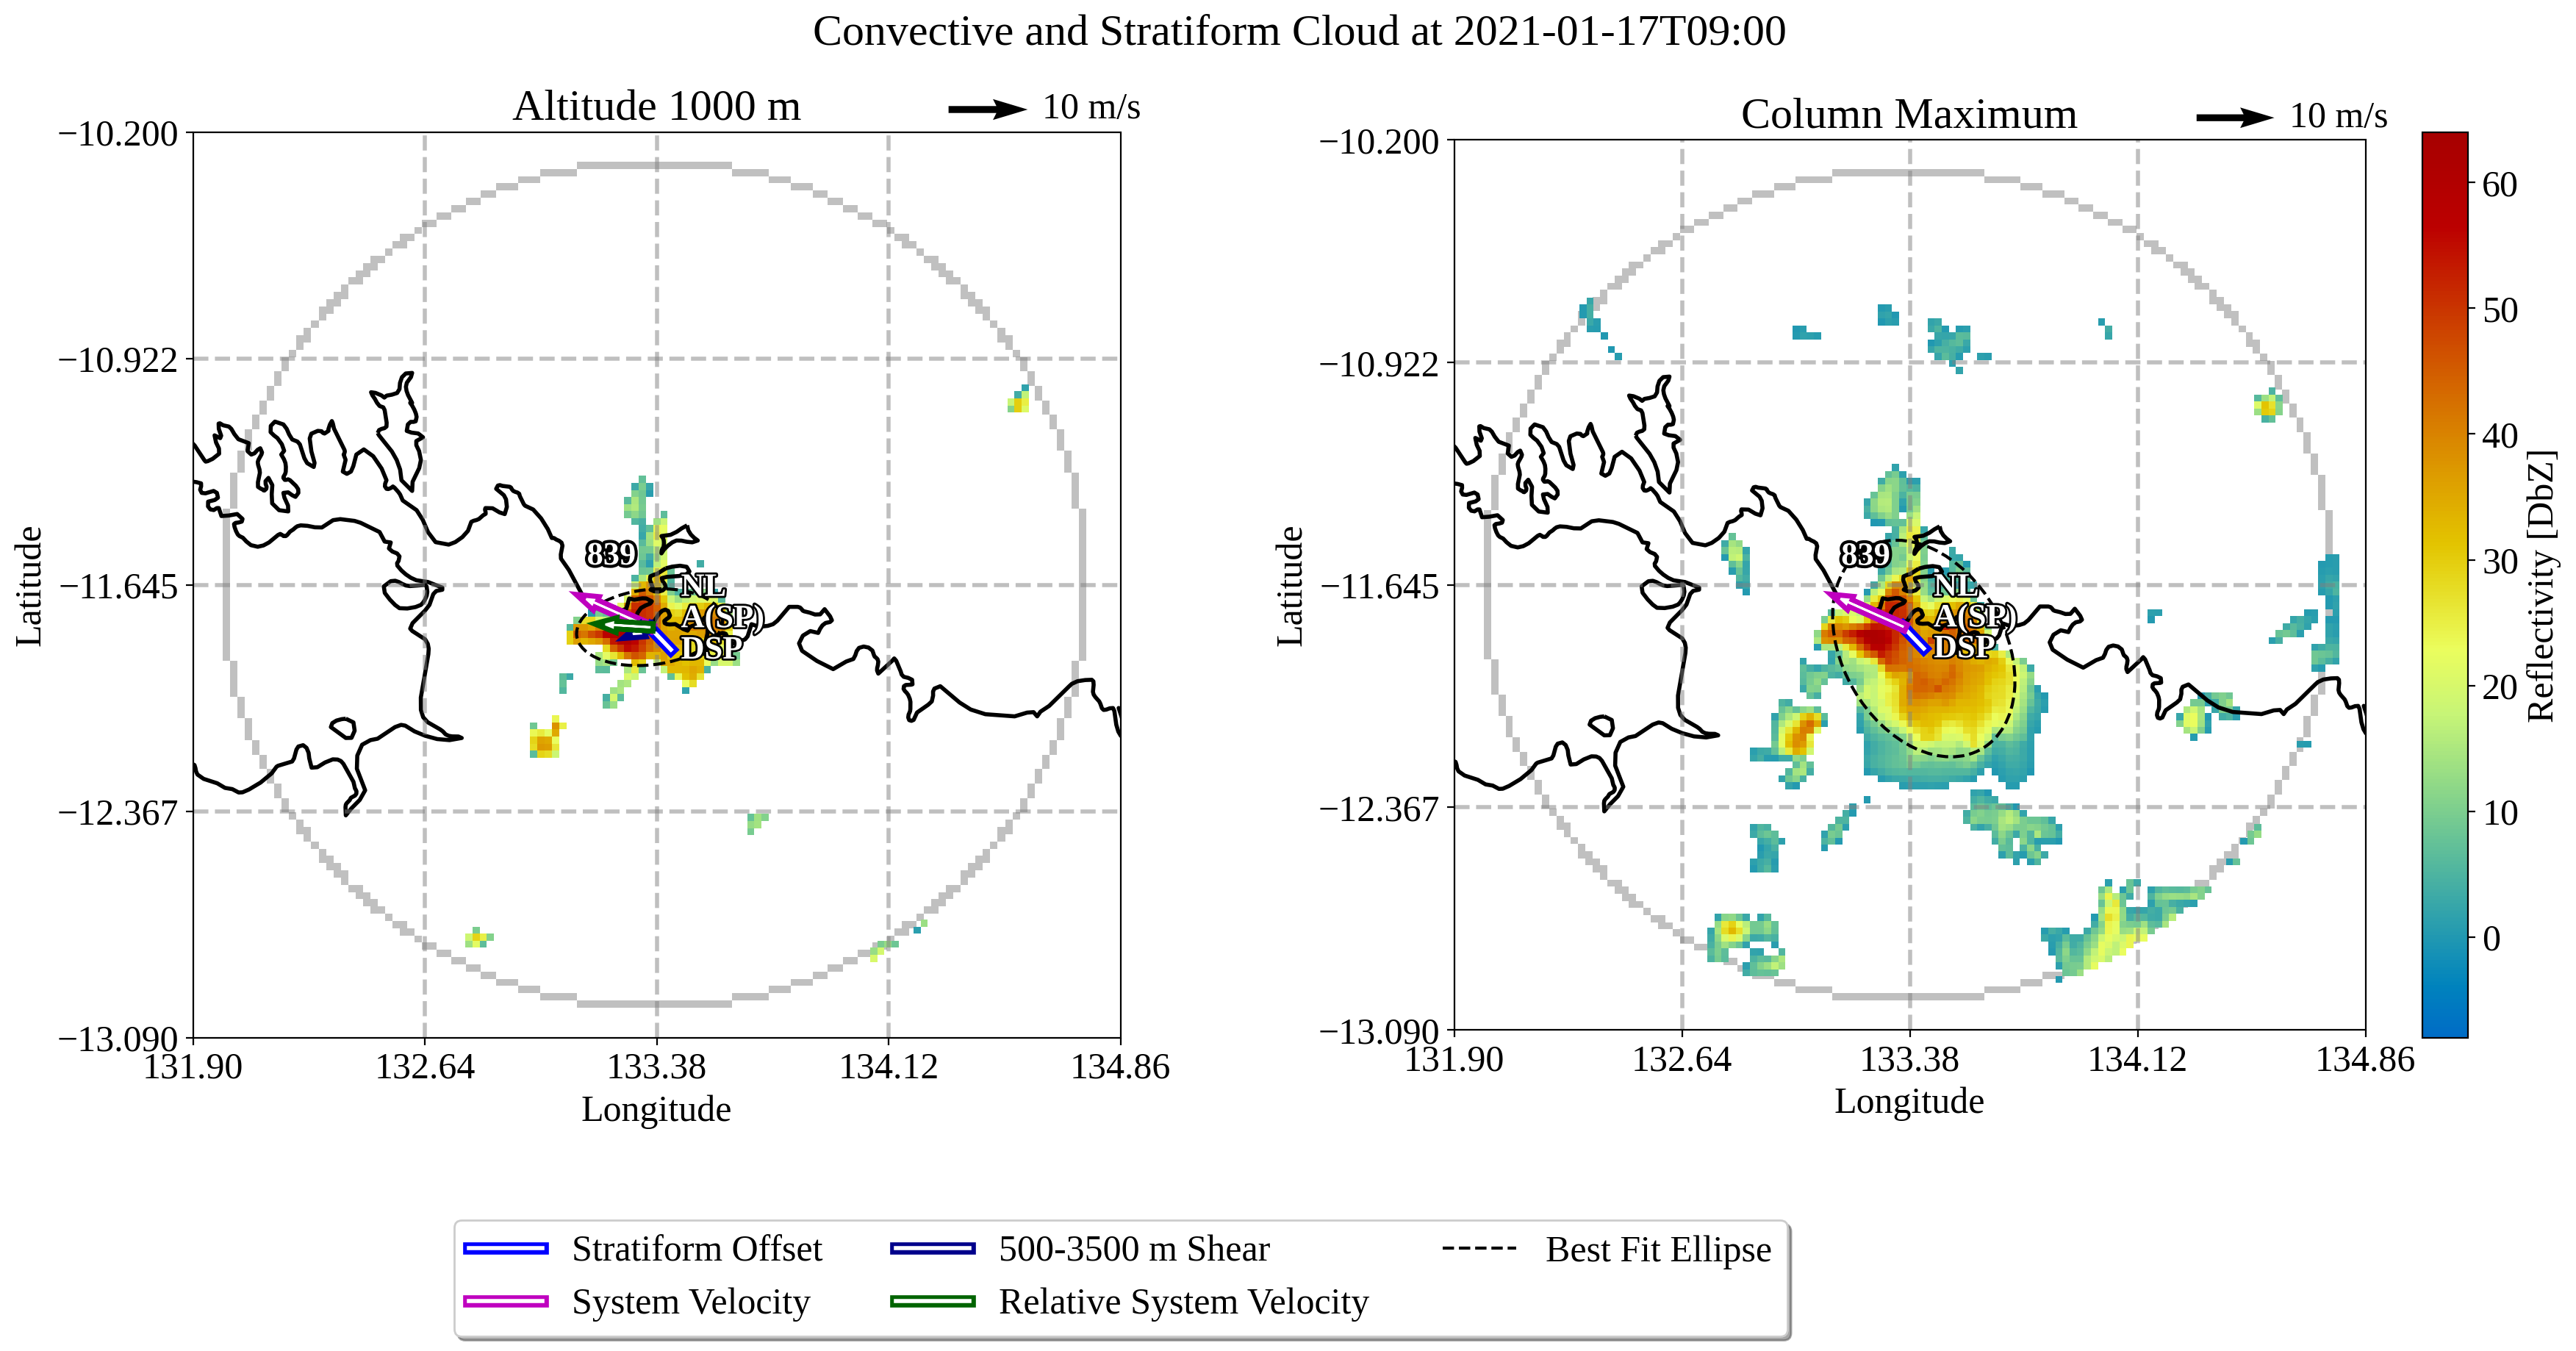 Convective and Stratiform Cloud at 2021-01-17T09:00
Altitude 1000 m
10 m/s
−10.200
−10.922
−11.645
−12.367
−13.090
Latitude
839
NL
A(SP)
DSP
131.90
132.64
133.38
134.12
134.86
Longitude
Column Maximum
10 m/s
−10.200
−10.922
−11.645
−12.367
−13.090
Latitude
839
NL
A(SP)
DSP
131.90
132.64
133.38
134.12
134.86
Longitude
60
50
40
30
20
10
0
Reflectivity [DbZ]
Stratiform Offset
System Velocity
500-3500 m Shear
Relative System Velocity
Best Fit Ellipse